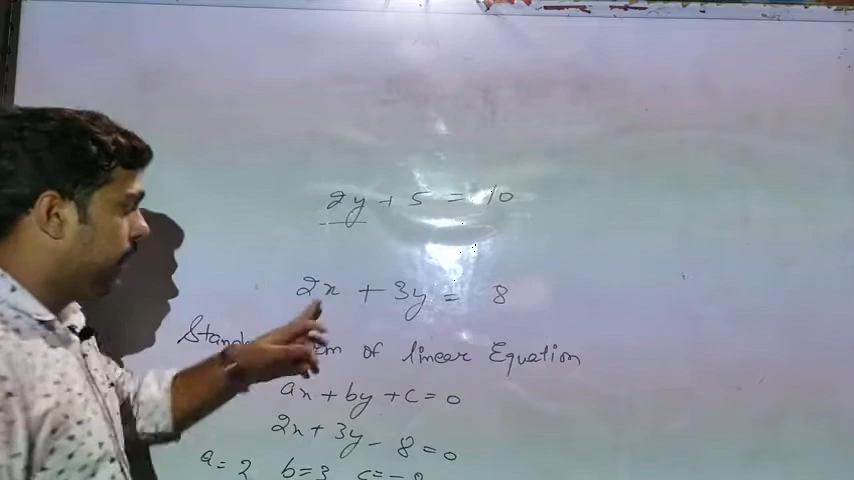 2y + 5 = 10
2x + 3y = 8
of linear Equation
ax + by + c = 0
2x + 3y - 8 = 0
a = 2 b = 3